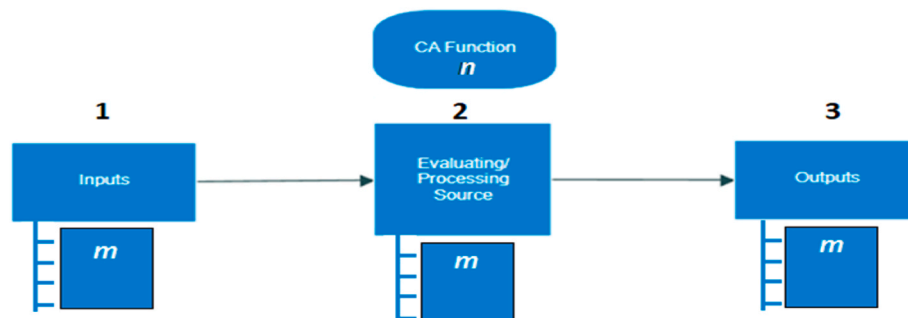 CA Function
n
1
2
3
Inputs
Evaluating/
Processing
Source
Outputs
m
m
m